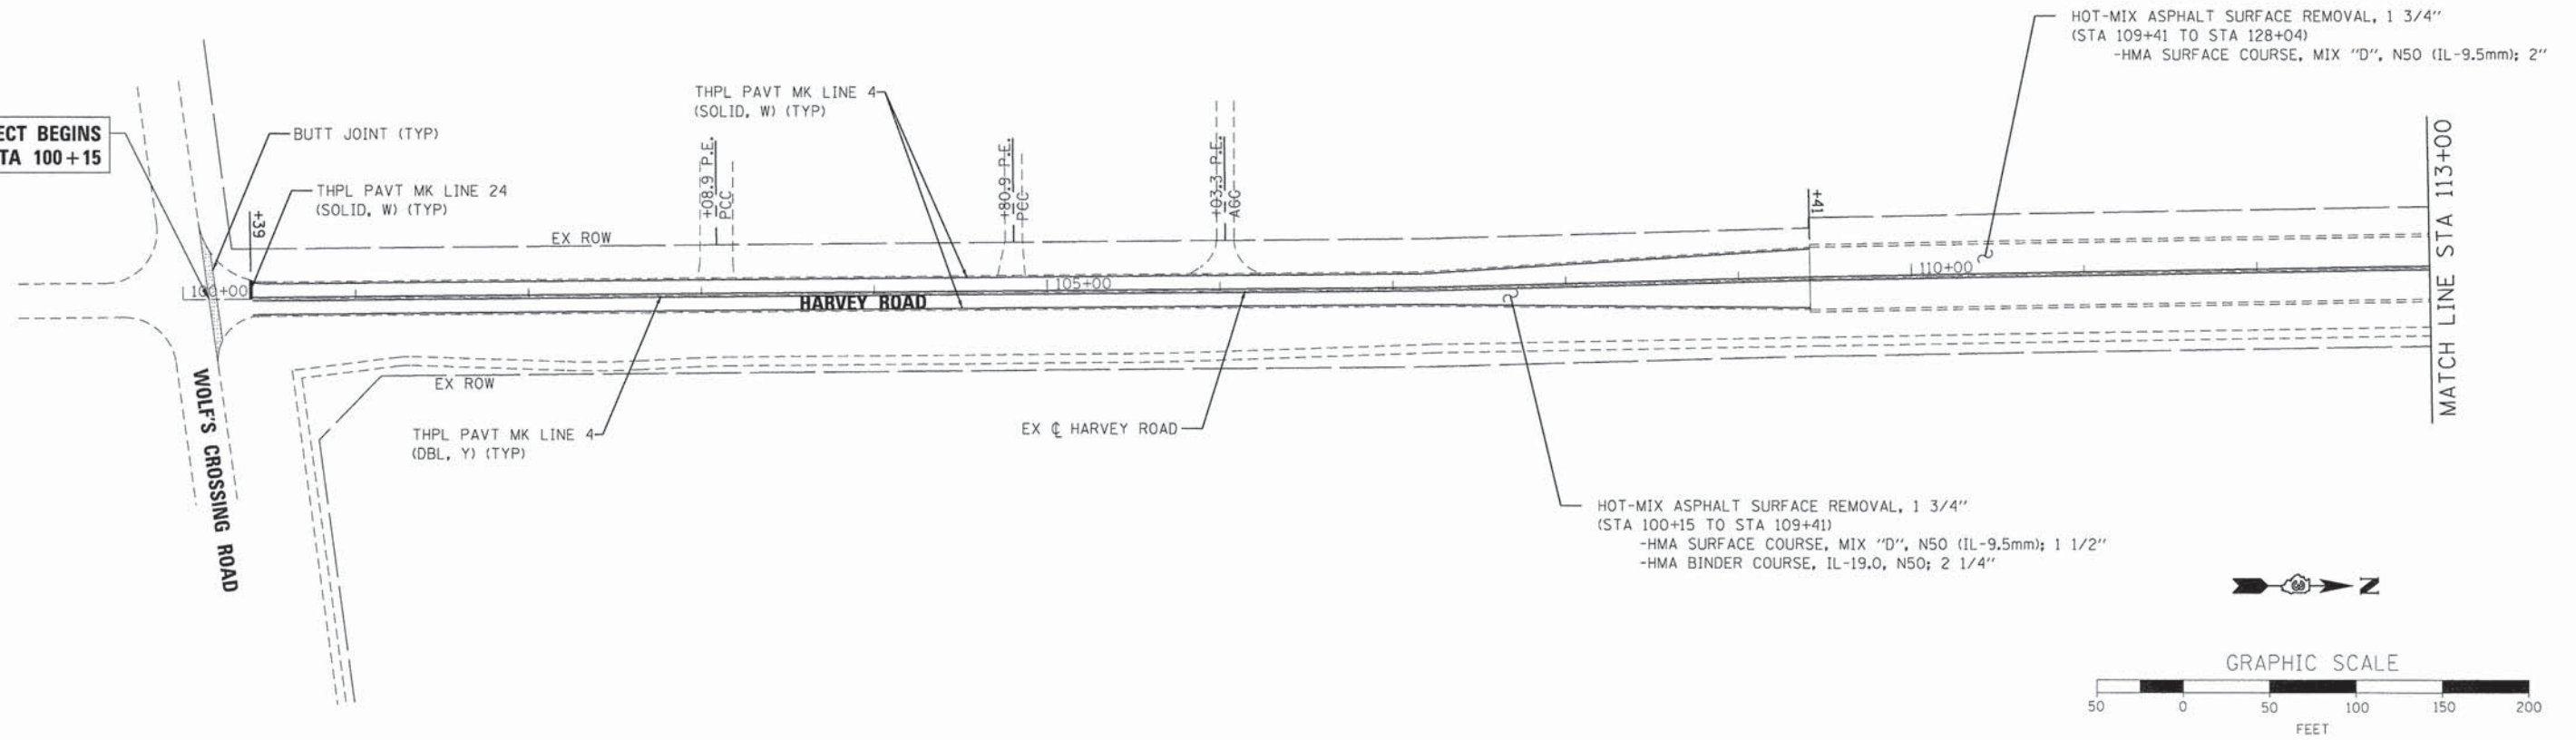 HOT-MIX ASPHALT SURFACE REMOVAL, 1 3/4"
(STA 109+41 TO STA 128+04)
-HMA SURFACE COURSE, MIX "D", N50 (IL-9.5mm); 2"
THPL PAVT MK LINE 4
(SOLID, W) (TYP)
ECT BEGINS
TA 100+15
BUTT JOINT (TYP)
THPL PAVT MK LINE 24
(SOLID, W) (TYP)
+39
+08.9 P.E.
PCC
+80.9 P.E.
PCC
+03.3 P.E.
AGG
+41
MATCH LINE STA 113+00
EX ROW
100+00
105+00
110+00
HARVEY ROAD
WOLF'S CROSSING ROAD
EX ROW
THPL PAVT MK LINE 4
(DBL, Y) (TYP)
EX ℄ HARVEY ROAD
HOT-MIX ASPHALT SURFACE REMOVAL, 1 3/4"
(STA 100+15 TO STA 109+41)
-HMA SURFACE COURSE, MIX "D", N50 (IL-9.5mm); 1 1/2"
-HMA BINDER COURSE, IL-19.0, N50; 2 1/4"
N
GRAPHIC SCALE
50 0 50 100 150 200
FEET